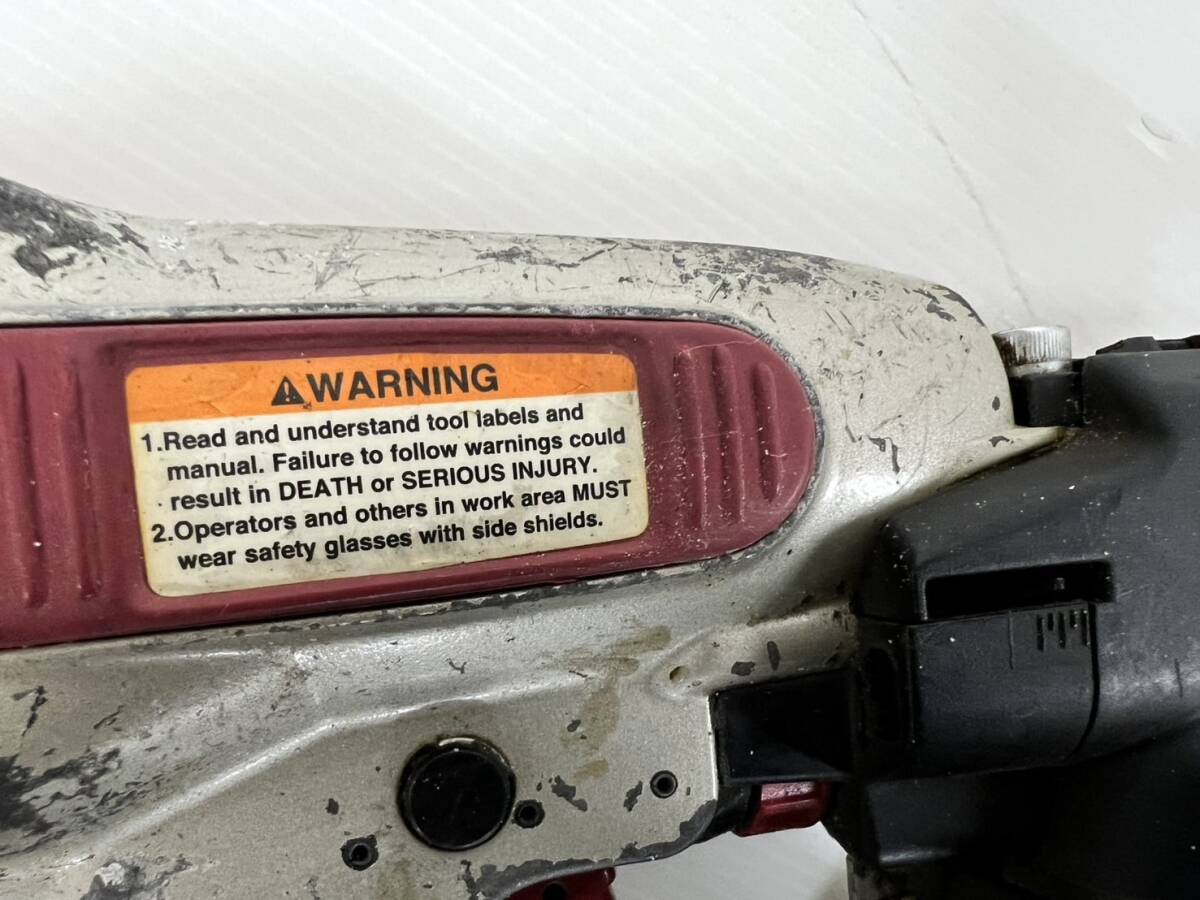 ⚠WARNING
1.Read and understand tool labels and
manual. Failure to follow warnings could
result in DEATH or SERIOUS INJURY.
2.Operators and others in work area MUST
wear safety glasses with side shields.